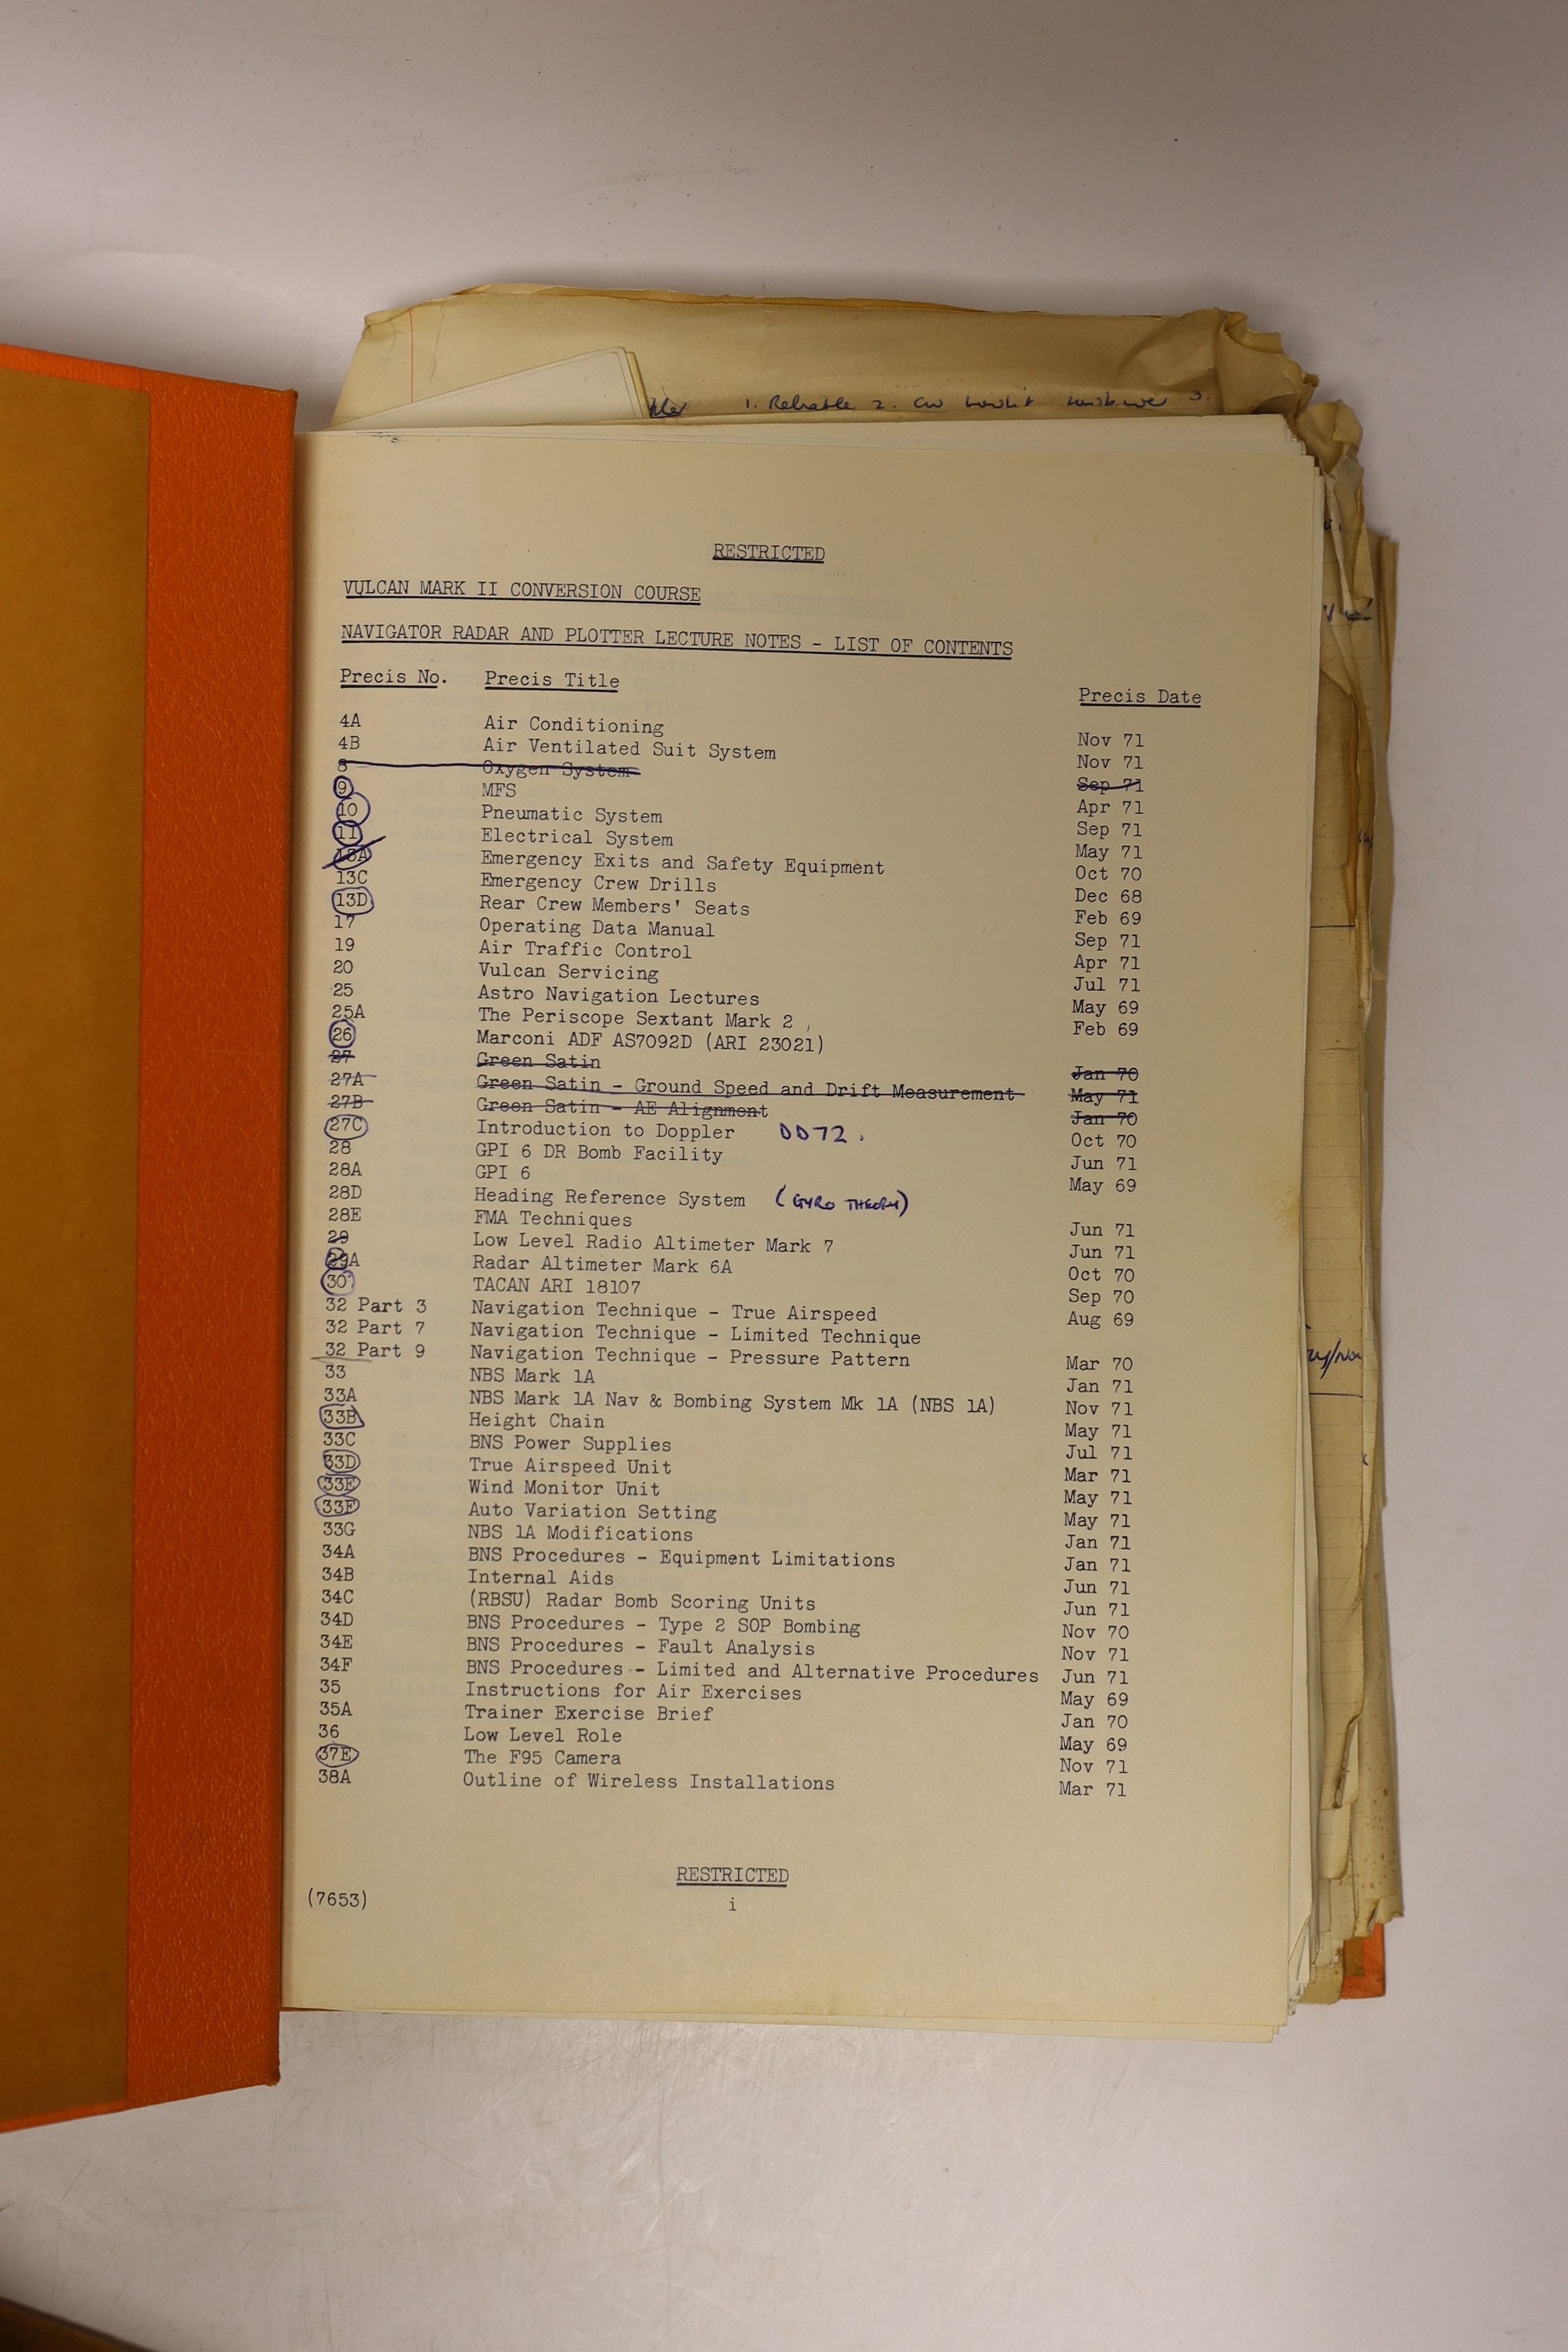 1. Reliable 2.
RESTRICTED
VULCAN MARK II CONVERSION COURSE
NAVIGATOR RADAR AND PLOTTER LECTURE NOTES - LIST OF CONTENTS
Precis No. Precis Title Precis Date
4A Air Conditioning Nov 71
4B Air Ventilated Suit System Nov 71
8 Oxygen System Sep 71
9 MFS Apr 71
10 Pneumatic System Sep 71
11 Electrical System May 71
13A Emergency Exits and Safety Equipment Oct 70
13C Emergency Crew Drills Dec 68
13D Rear Crew Members' Seats Feb 69
17 Operating Data Manual Sep 71
19 Air Traffic Control Apr 71
20 Vulcan Servicing Jul 71
25 Astro Navigation Lectures May 69
25A The Periscope Sextant Mark 2 Feb 69
26 Marconi ADF AS7092D (ARI 23021)
27 Green Satin Jan 70
27A Green Satin - Ground Speed and Drift Measurement May 71
27B Green Satin - AE Alignment Jan 70
27C Introduction to Doppler DD72. Oct 70
28 GPI 6 DR Bomb Facility Jun 71
28A GPI 6 May 69
28D Heading Reference System (GYRO THEORY)
28E FMA Techniques Jun 71
29 Low Level Radio Altimeter Mark 7 Jun 71
29A Radar Altimeter Mark 6A Oct 70
30 TACAN ARI 18107 Sep 70
32 Part 3 Navigation Technique - True Airspeed Aug 69
32 Part 7 Navigation Technique - Limited Technique
32 Part 9 Navigation Technique - Pressure Pattern Mar 70
33 NBS Mark 1A Jan 71
33A NBS Mark 1A Nav & Bombing System Mk 1A (NBS 1A) Nov 71
33B Height Chain May 71
33C BNS Power Supplies Jul 71
33D True Airspeed Unit Mar 71
33E Wind Monitor Unit May 71
33F Auto Variation Setting May 71
33G NBS 1A Modifications Jan 71
34A BNS Procedures - Equipment Limitations Jan 71
34B Internal Aids Jun 71
34C (RBSU) Radar Bomb Scoring Units Jun 71
34D BNS Procedures - Type 2 SOP Bombing Nov 70
34E BNS Procedures - Fault Analysis Nov 71
34F BNS Procedures - Limited and Alternative Procedures Jun 71
35 Instructions for Air Exercises May 69
35A Trainer Exercise Brief Jan 70
36 Low Level Role May 69
37E The F95 Camera Nov 71
38A Outline of Wireless Installations Mar 71
RESTRICTED
(7653)
i